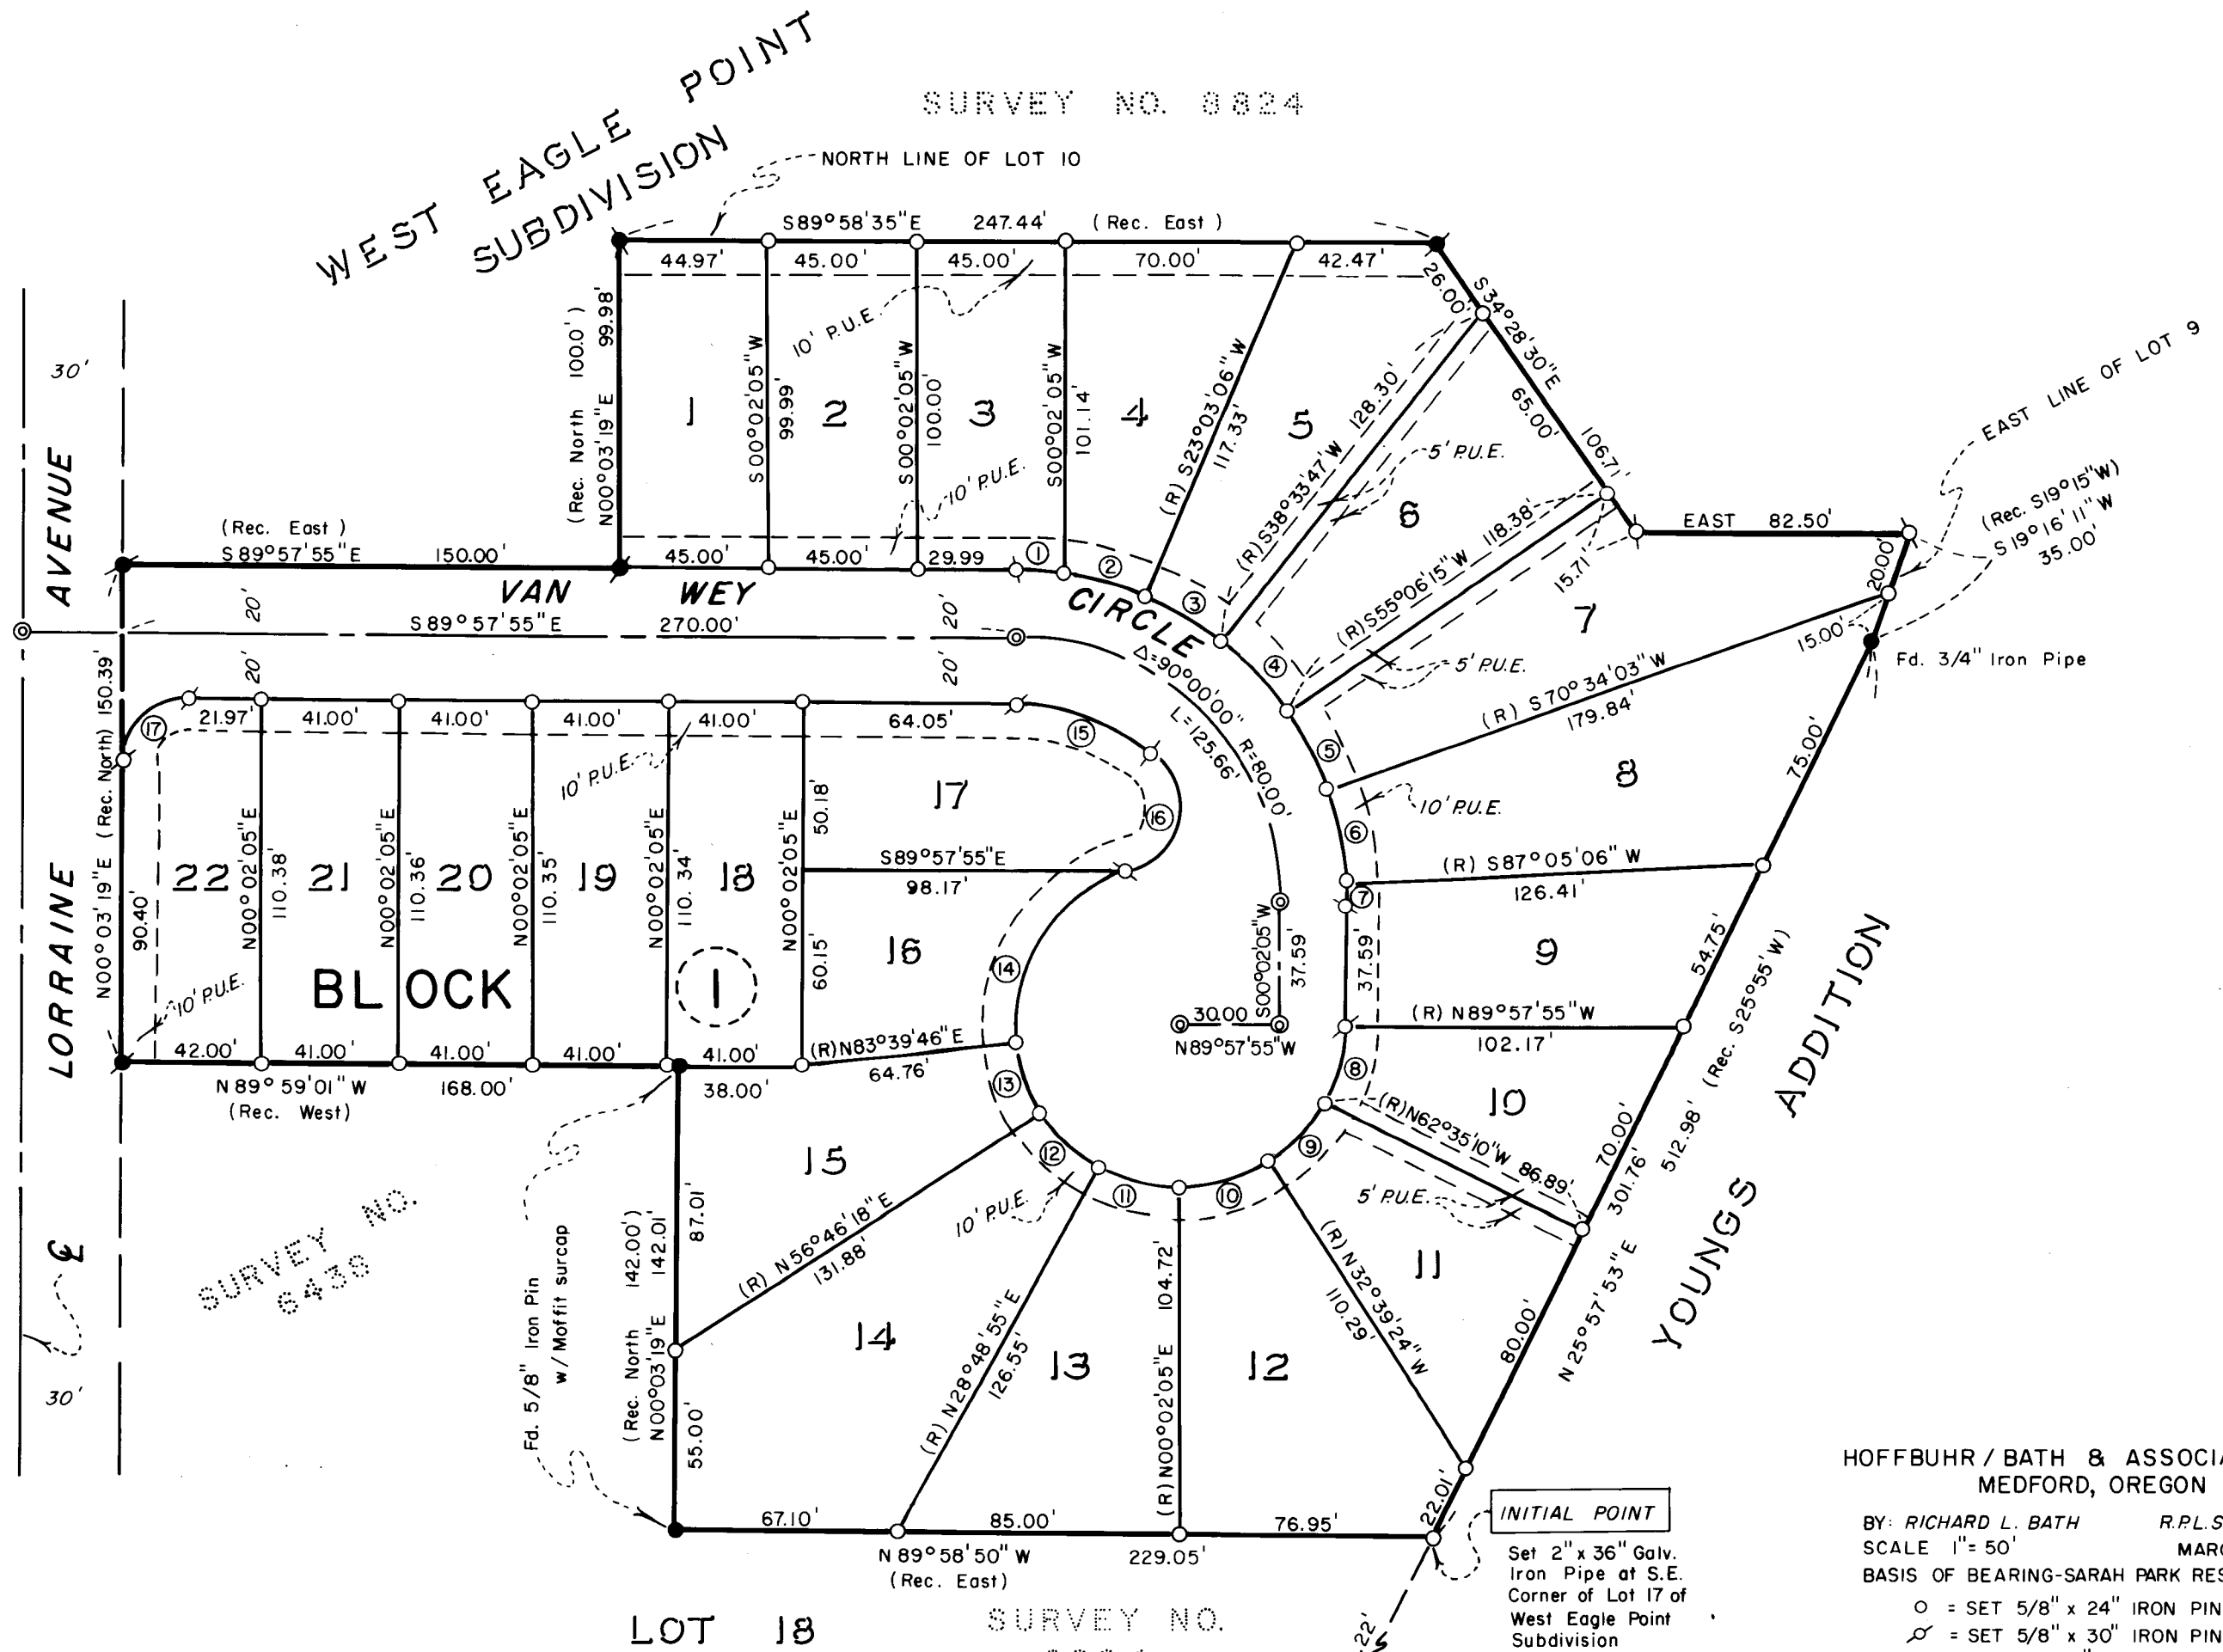 WEST EAGLE POINT
SUBDIVISION
SURVEY NO. 8824
NORTH LINE OF LOT 10
S89°58'35"E 247.44' (Rec. East)
44.97' 45.00' 45.00' 70.00' 42.47'
26.00'
S34°28'30"E
65.00'
106.71'
15.71'
EAST 82.50'
EAST LINE OF LOT 9
(Rec. S19°15"W)
S19°16'11"W
35.00'
20.00'
15.00'
Fd. 3/4" Iron Pipe
30'
LORRAINE AVENUE
(Rec. North 100.0')
N00°03'19"E 99.98'
1
S00°02'05"W
99.99'
2
10' P.U.E.
S00°02'05"W
100.00'
3
10' P.U.E.
S00°02'05"W
101.14'
4
(R) S23°03'06"W
117.33'
5
(R) S38°33'47"W 128.30'
5' P.U.E.
6
(R) S55°06'15"W 118.38'
5' P.U.E.
7
(R) S70°34'03"W
179.84'
8
10' P.U.E.
75.00'
(Rec. East)
S89°57'55"E 150.00'
45.00' 45.00' 29.99
1
2
3
4
5
6
7
VAN WEY CIRCLE
20'
20'
S89°57'55"E 270.00'
20'
20'
Δ=90°00'00"
R=80.00'
L=125.66'
N00°03'19"E (Rec. North) 150.39'
17
21.97' 41.00' 41.00' 41.00' 41.00' 64.05'
15
16
10' P.U.E.
17
50.18'
N00°02'05"E
S89°57'55"E
98.17'
90.40'
22
N00°02'05"E
110.38'
21
N00°02'05"E
110.36'
20
N00°02'05"E
110.35'
19
N00°02'05"E
110.34'
18
16
60.15'
14
BLOCK 1
10' P.U.E.
42.00' 41.00' 41.00' 41.00' 41.00'
(R)N83°39'46"E
64.76'
N89°59'01"W 168.00' 38.00'
(Rec. West)
(R) S87°05'06"W
126.41'
9
54.75'
S00°02'05"W
37.59'
37.59'
30.00
N89°57'55"W
(R) N89°57'55"W
102.17'
8
10
(R)N62°35'10"W 86.89'
70.00'
301.76'
512.98' (Rec. S25°55'W)
N25°57'53"E
YOUNGS ADDITION
5' P.U.E.
9
10
11
12
13
10' P.U.E.
15
87.01'
(Rec. North 142.00')
N00°03'19"E 142.01'
55.00'
Fd. 5/8" Iron Pin
w/Moffit surcap
(R) N56°46'18"E
131.88'
14
(R) N28°48'55"E
126.55'
13
(R)N00°02'05"E 104.72'
12
(R)N32°39'24"W
110.29'
11
80.00'
22.01'
SURVEY NO.
6439
℄
30'
67.10' 85.00' 76.95'
N89°58'50"W 229.05'
(Rec. East)
LOT 18
SURVEY NO.
INITIAL POINT
Set 2" x 36" Galv.
Iron Pipe at S.E.
Corner of Lot 17 of
West Eagle Point
Subdivision
HOFFBUHR / BATH & ASSOCIA
MEDFORD, OREGON
BY: RICHARD L. BATH R.P.L.S
SCALE 1"= 50' MAR
BASIS OF BEARING-SARAH PARK RES
= SET 5/8" x 24" IRON PIN
= SET 5/8" x 30" IRON PIN